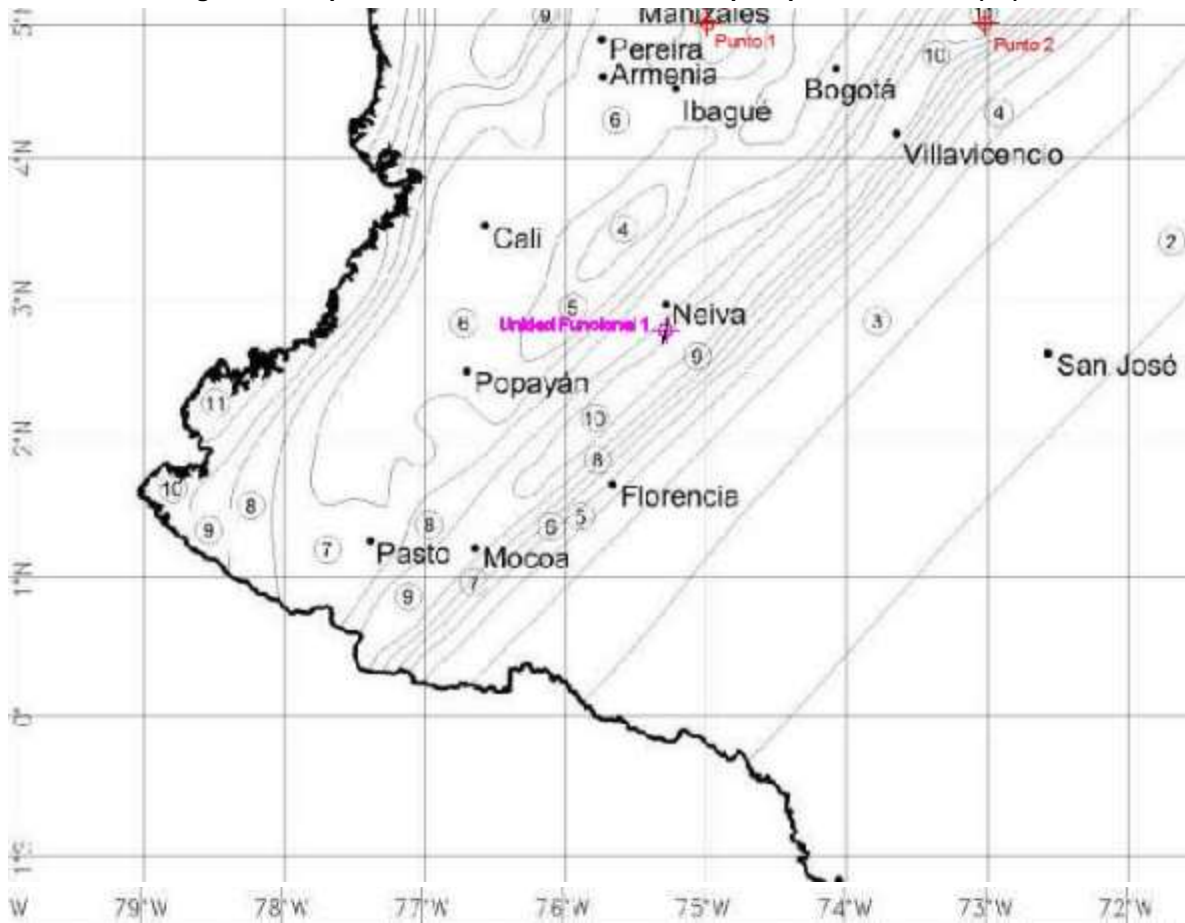 5°N
9
Manizales
Punto 1
Punto 2
Pereira
Armenia
Ibagué
Bogotá
10
6
4
Villavicencio
4°N
Cali
4
2
3°N
5
Neiva
6
Unidad Funcional 1
3
9
San José
Popayán
11
10
2°N
8
10
Florencia
8
9
7
8
6
5
Pasto
Mocoa
7
1°N
9
0°
1°S
W
79°W
78°W
77°W
76°W
75°W
74°W
73°W
72°W